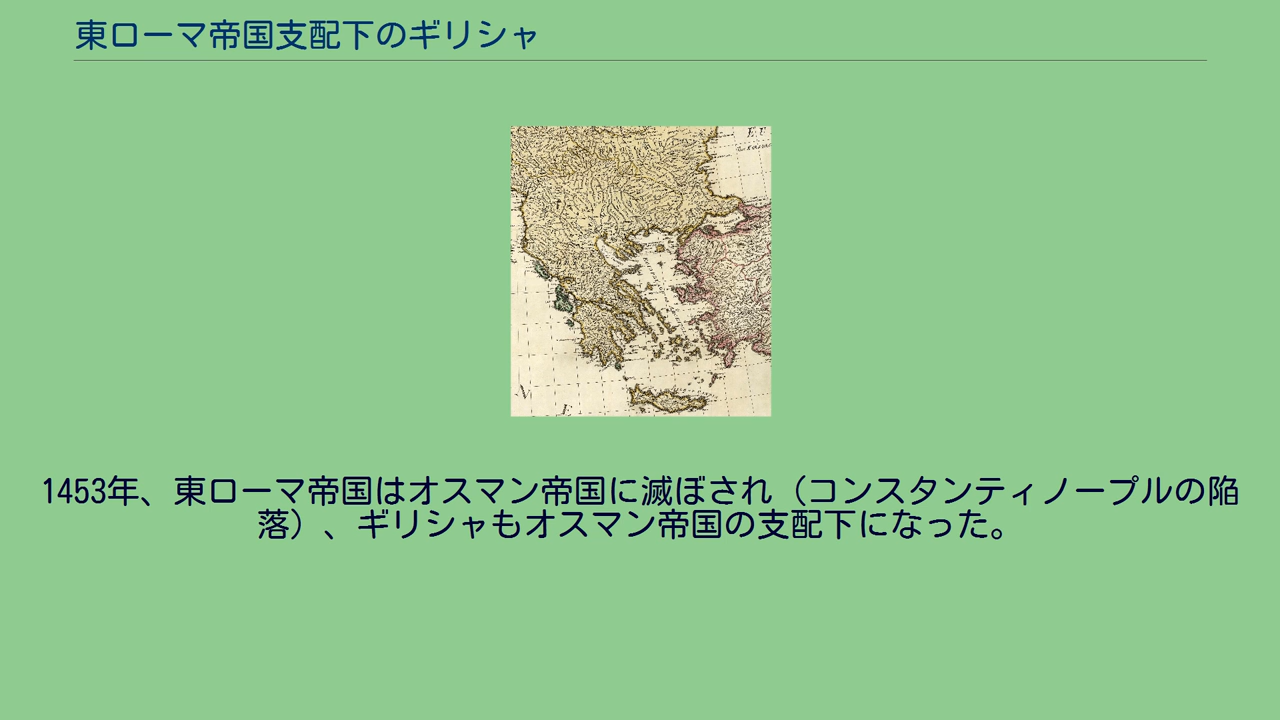 東ローマ帝国支配下のギリシャ
1453年、東ローマ帝国はオスマン帝国に滅ぼされ（コンスタンティノープルの陥
落）、ギリシャもオスマン帝国の支配下になった。